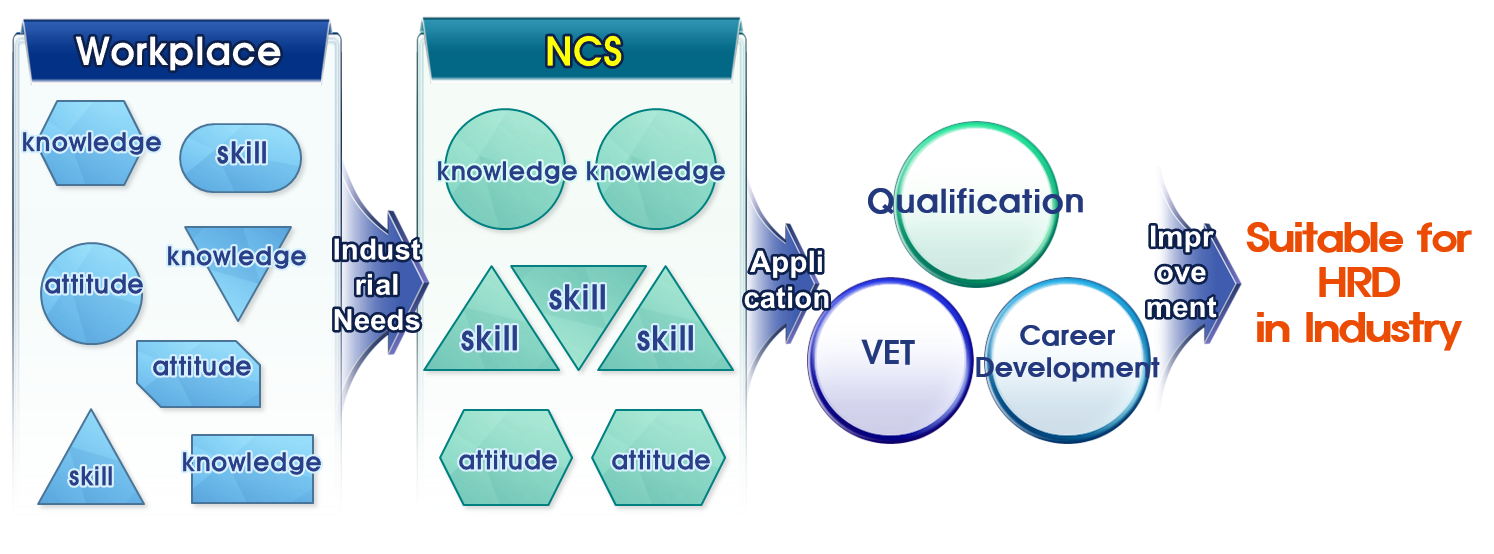 Workplace
knowledge
skill
knowledge
attitude
attitude
skill
knowledge
Indust
rial
Needs
NCS
knowledge knowledge
skill
skill
skill
attitude attitude
Appli
cation
Qualification
VET
Career
Development
Impr
ove
ment
Suitable for
HRD
in Industry